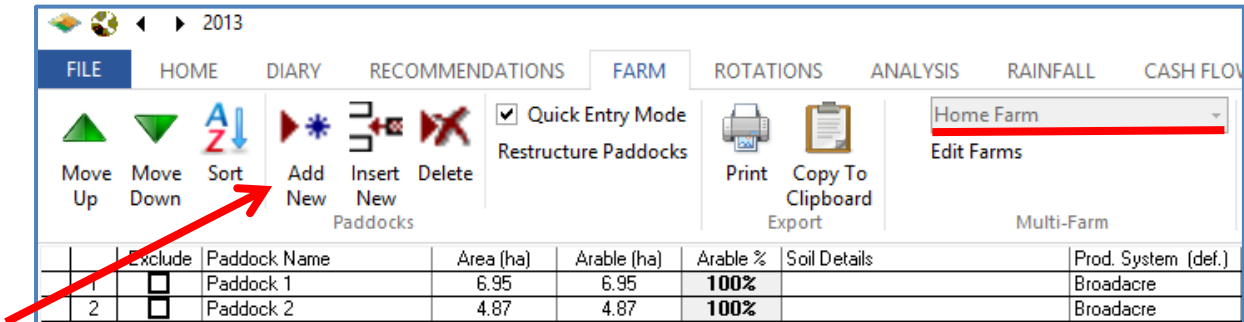 2013
FILE HOME DIARY RECOMMENDATIONS FARM ROTATIONS ANALYSIS RAINFALL CASH FLOW
Move Up
Move Down
A Z Sort
Add New
Insert New
Delete
Quick Entry Mode
Restructure Paddocks
Paddocks
Print
Copy To Clipboard
Export
Home Farm
Edit Farms
Multi-Farm
Exclude Paddock Name Area (ha) Arable (ha) Arable % Soil Details Prod. System (def.)
1 Paddock 1 6.95 6.95 100% Broadacre
2 Paddock 2 4.87 4.87 100% Broadacre